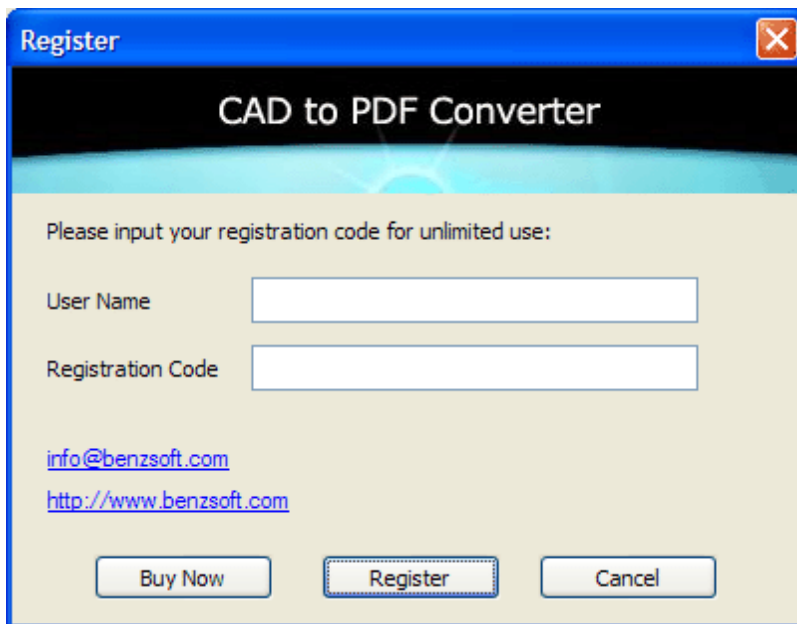 Register
CAD to PDF Converter
Please input your registration code for unlimited use:
User Name
Registration Code
info@benzsoft.com
http://www.benzsoft.com
Buy Now Register Cancel